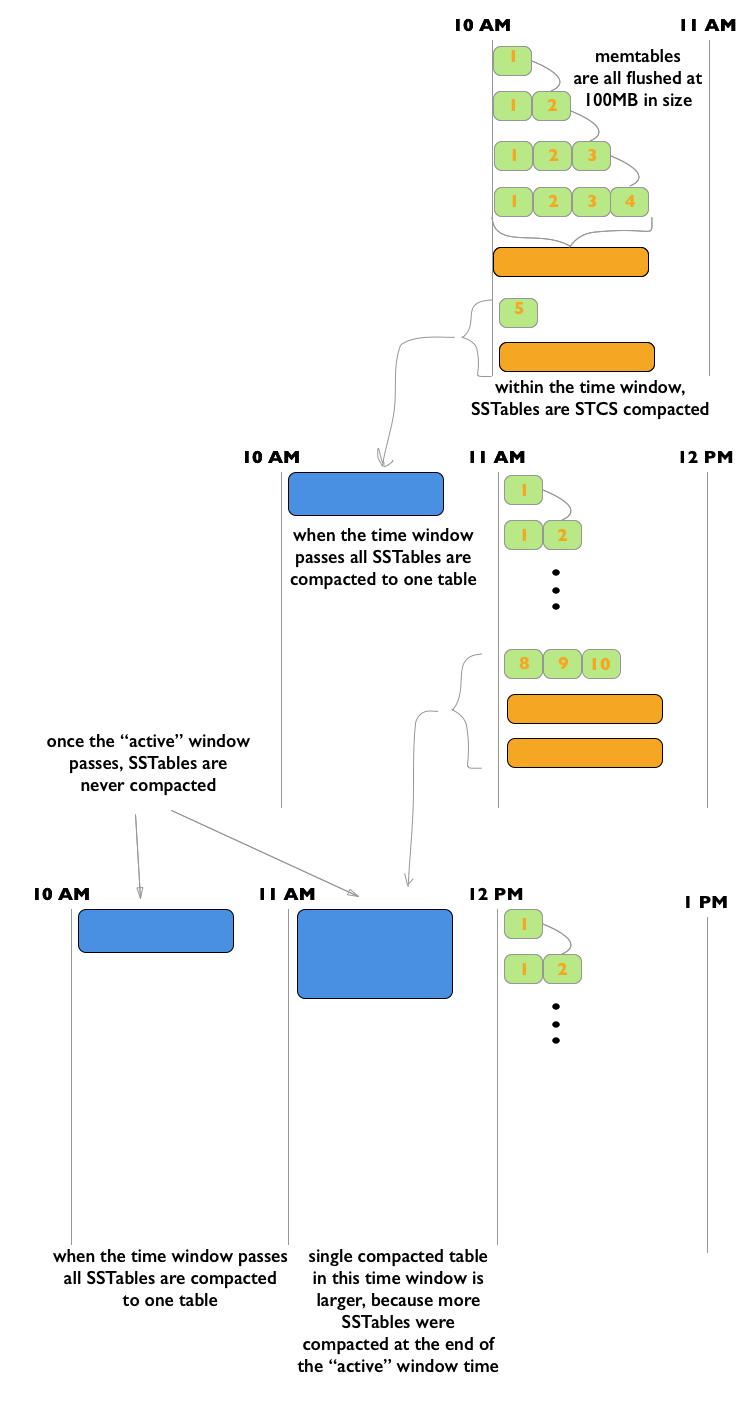 10 AM
11 AM
1
memtables
are all flushed at
100MB in size
1 2
1 2 3
1 2 3 4
5
within the time window,
SSTables are STCS compacted
10 AM
11 AM
12 PM
1
1 2
when the time window
passes all SSTables are
compacted to one table
8 9 10
once the “active” window
passes, SSTables are
never compacted
10 AM
11 AM
12 PM
1 PM
1
1 2
when the time window passes
all SSTables are compacted
to one table
single compacted table
in this time window is
larger, because more
SSTables were
compacted at the end of
the “active” window time